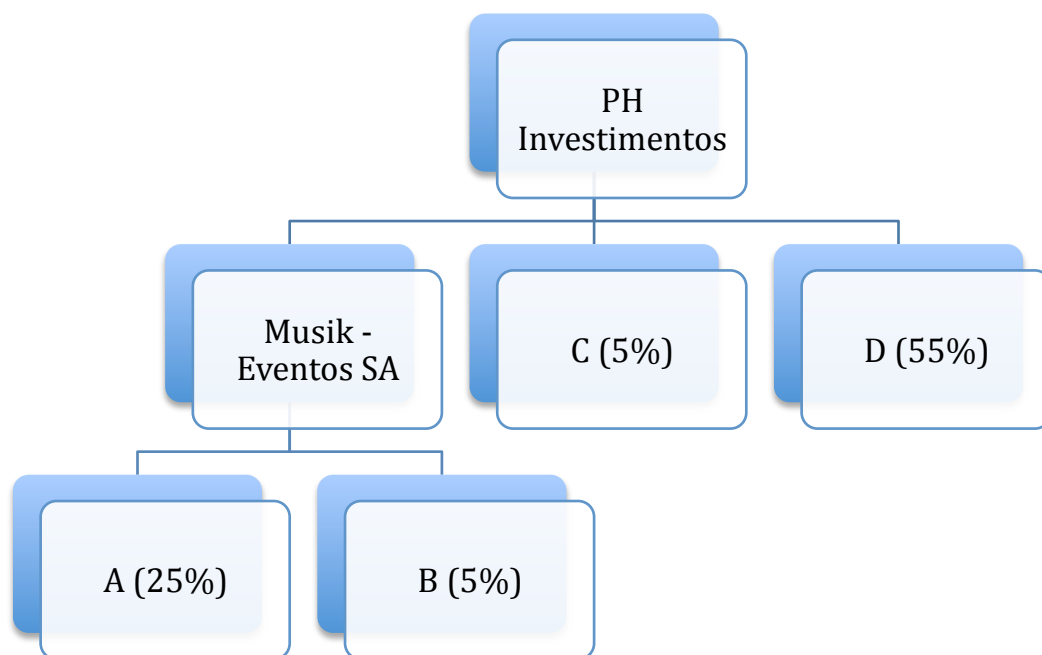 PH
Investimentos
Musik -
Eventos SA
C (5%)
D (55%)
A (25%)
B (5%)